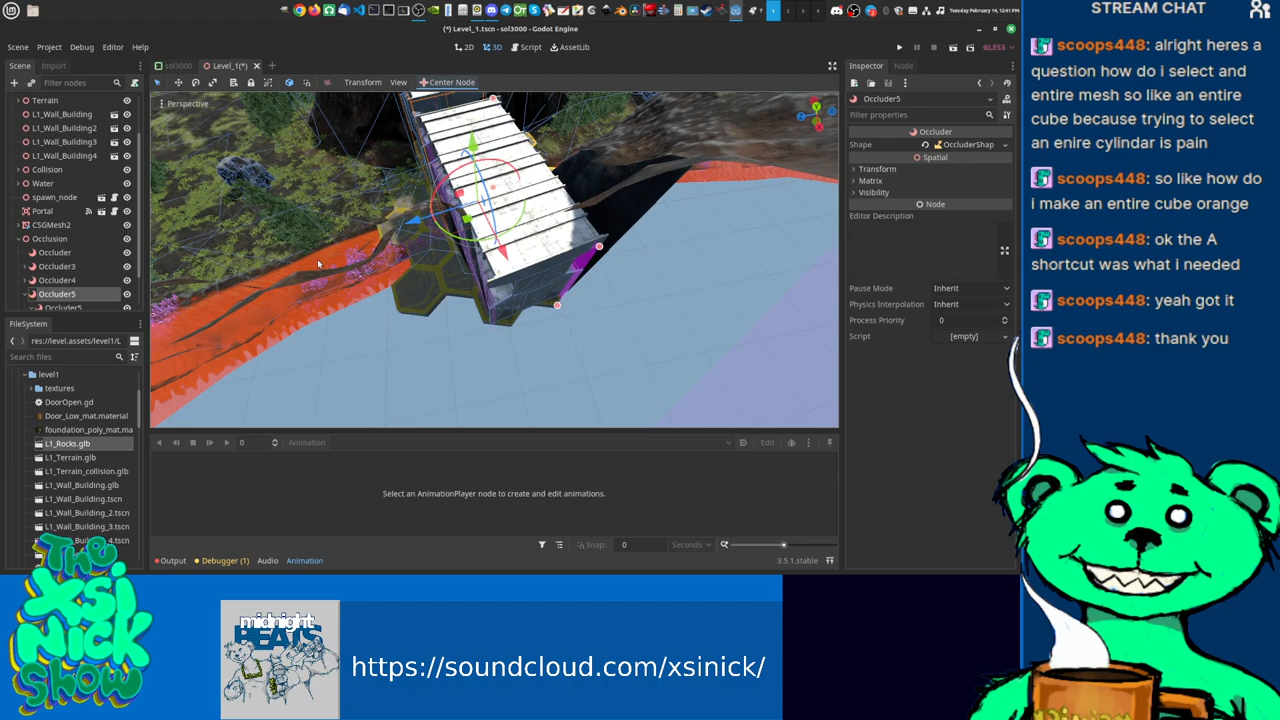 Tuesday February 14, 12:41 PM
(*) Level_1.tscn - sol3000 - Godot Engine
Scene Project Debug Editor Help
2D 3D Script AssetLib
GLES3
Scene Import
sol3000 Level_1(*)
Inspector Node
Filter nodes
Transform View Center Node
Perspective
Terrain
L1_Wall_Building
L1_Wall_Building2
L1_Wall_Building3
L1_Wall_Building4
Collision
Water
spawn_node
Portal
CSGMesh2
Occlusion
Occluder
Occluder3
Occluder4
Occluder5
Occluder5
FileSystem
res://level.assets/level1/L
Search files
level1
textures
DoorOpen.gd
Door_Low_mat.material
foundation_poly_mat.ma
L1_Rocks.glb
L1_Terrain.glb
L1_Terrain_collision.glb
L1_Wall_Building.glb
L1_Wall_Building.tscn
L1_Wall_Building_2.tscn
L1_Wall_Building_3.tscn
0 Animation Edit
Select an AnimationPlayer node to create and edit animations.
Snap: 0 Seconds
Output Debugger (1) Audio Animation
3.5.1.stable
Occluder5
Filter properties
Occluder
Shape OccluderShap
Spatial
Transform
Matrix
Visibility
Node
Editor Description
Pause Mode Inherit
Physics Interpolation Inherit
Process Priority 0
Script [empty]
STREAM CHAT
scoops448: alright heres a
question how do i select and
entire mesh so like an entire
cube because trying to select
an enire cylindar is pain
scoops448: so like how do
i make an entire cube orange
scoops448: ok the A
shortcut was what i needed
scoops448: yeah got it
scoops448: thank you
The
XSI
NICK
SHOW
midnight
BEATS
https://soundcloud.com/xsinick/